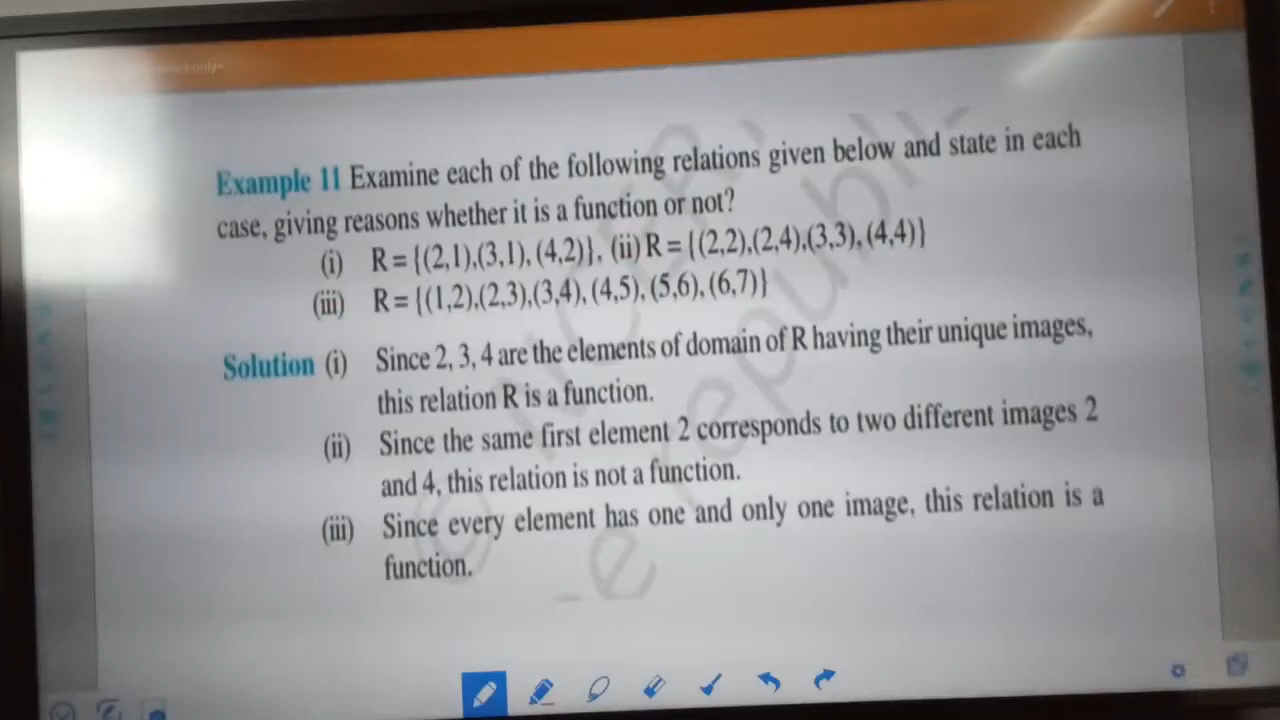 Example 11 Examine each of the following relations given below and state in each
case, giving reasons whether it is a function or not?
(i) R = {(2,1),(3,1), (4,2)}, (ii) R = {(2,2),(2,4),(3,3), (4,4)}
(iii) R = {(1,2),(2,3),(3,4), (4,5), (5,6), (6,7)}
Solution (i) Since 2, 3, 4 are the elements of domain of R having their unique images,
this relation R is a function.
(ii) Since the same first element 2 corresponds to two different images 2
and 4, this relation is not a function.
(iii) Since every element has one and only one image, this relation is a
function.